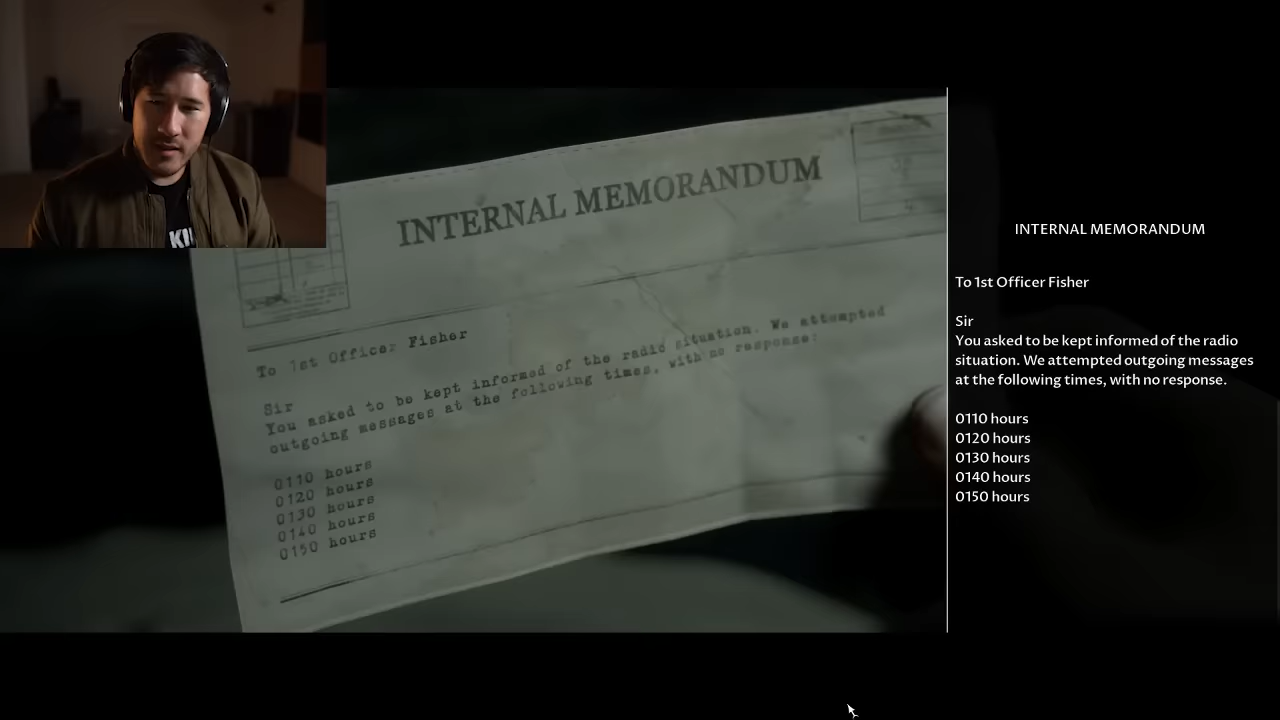 INTERNAL MEMORANDUM
To 1st Officer Fisher
Sir
You asked to be kept informed of the radio situation. We attempted
outgoing messages at the following times, with no response:
0110 hours
0120 hours
0130 hours
0140 hours
0150 hours
KI
INTERNAL MEMORANDUM
To 1st Officer Fisher
Sir
You asked to be kept informed of the radio
situation. We attempted outgoing messages
at the following times, with no response.
0110 hours
0120 hours
0130 hours
0140 hours
0150 hours